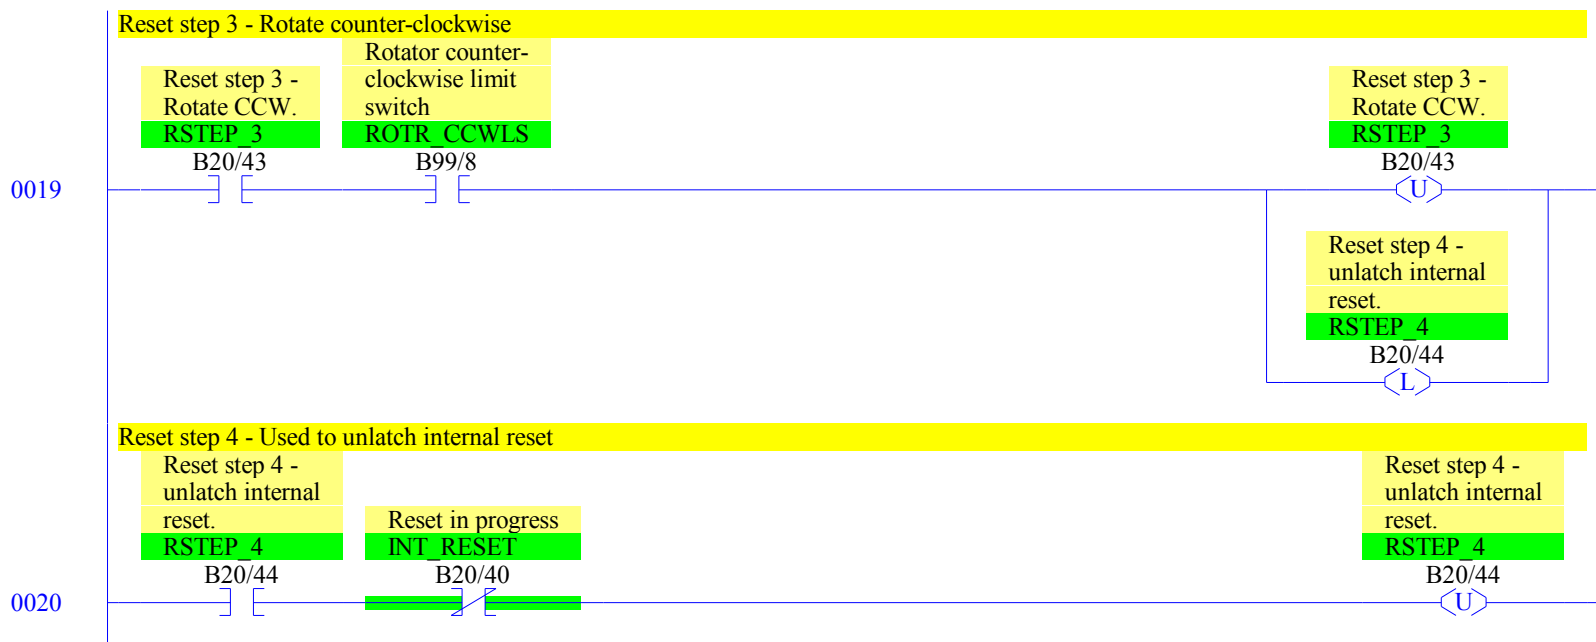 Reset step 3 - Rotate counter-clockwise
Rotator counter-
clockwise limit
switch
ROTR_CCWLS
B99/8
Reset step 3 -
Rotate CCW.
RSTEP_3
B20/43
Reset step 3 -
Rotate CCW.
RSTEP_3
B20/43
0019
U
Reset step 4 -
unlatch internal
reset.
RSTEP_4
B20/44
L
Reset step 4 - Used to unlatch internal reset
Reset step 4 -
unlatch internal
reset.
RSTEP_4
B20/44
Reset in progress
INT_RESET
B20/40
Reset step 4 -
unlatch internal
reset.
RSTEP_4
B20/44
0020
U